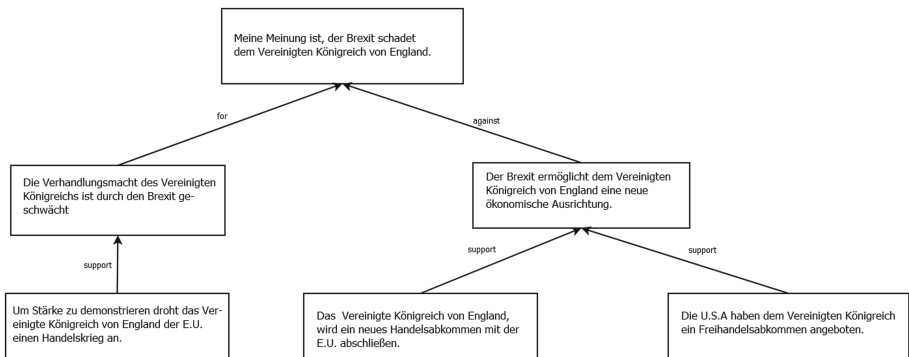 Meine Meinung ist, der Brexit schadet
dem Vereinigten Königreich von England.
for
against
Die Verhandlungsmacht des Vereinigten
Königreichs ist durch den Brexit ge-
schwächt
Der Brexit ermöglicht dem Vereinigten
Königreich von England eine neue
ökonomische Ausrichtung.
support
support
support
Um Stärke zu demonstrieren droht das Ver-
einigte Königreich von England der E.U.
einen Handelskrieg an.
Das Vereinigte Königreich von England,
wird ein neues Handelsabkommen mit der
E.U. abschließen.
Die U.S.A haben dem Vereinigten Königreich
ein Freihandelsabkommen angeboten.